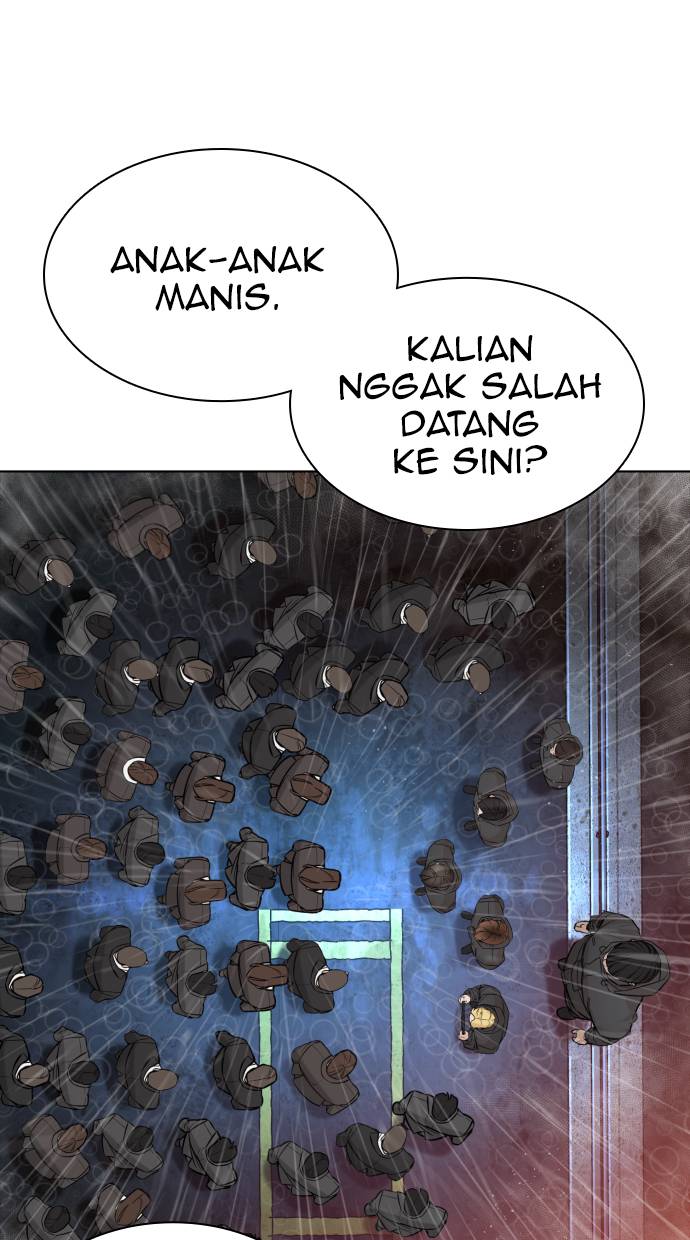 ANAK-ANAK
MANIS.
KALIAN
NGGAK SALAH
DATANG
KE SINI?